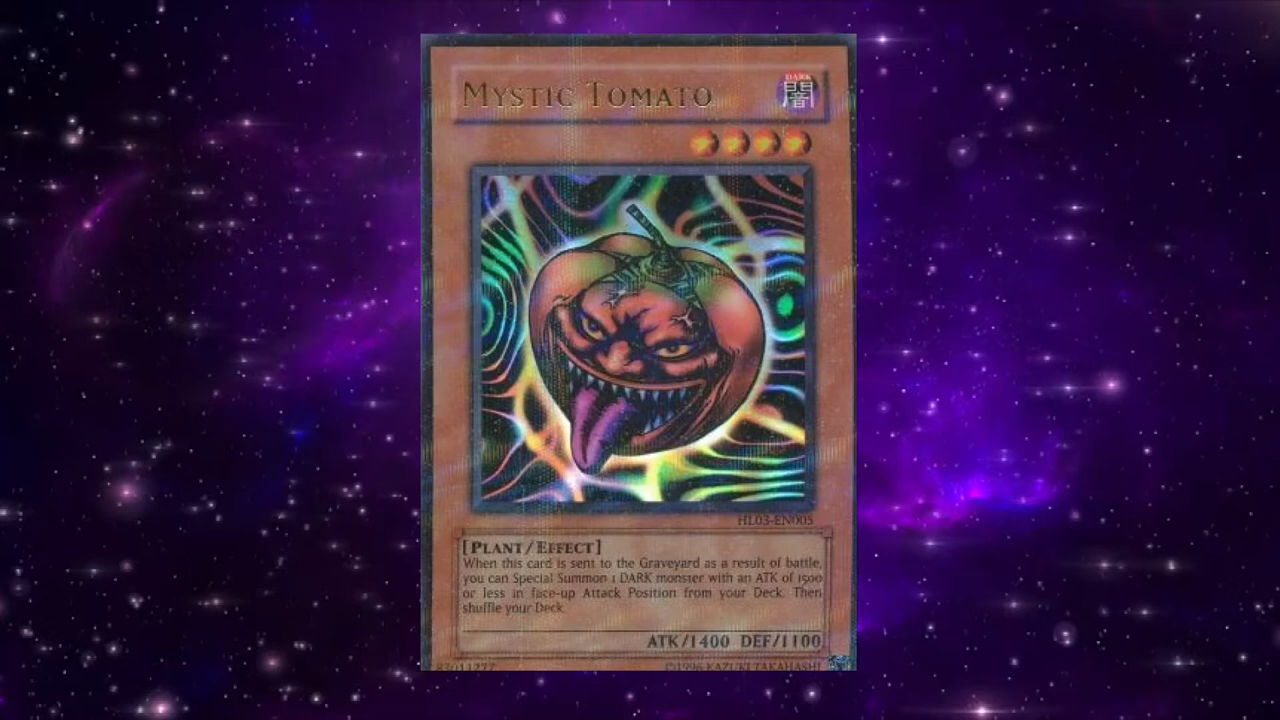 MYSTIC TOMATO
DARK
闇
HL03-EN005
[PLANT/EFFECT]
When this card is sent to the Graveyard as a result of battle,
you can Special Summon 1 DARK monster with an ATK of 1500
or less in face-up Attack Position from your Deck. Then
shuffle your Deck.
ATK/1400 DEF/1100
83011277 ©1996 KAZUKI TAKAHASHI